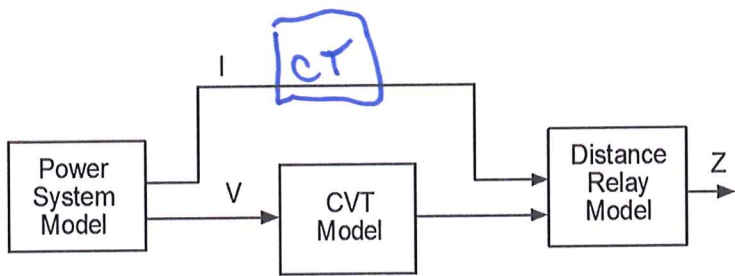 I
CT
Power
System
Model
V
CVT
Model
Distance
Relay
Model
Z